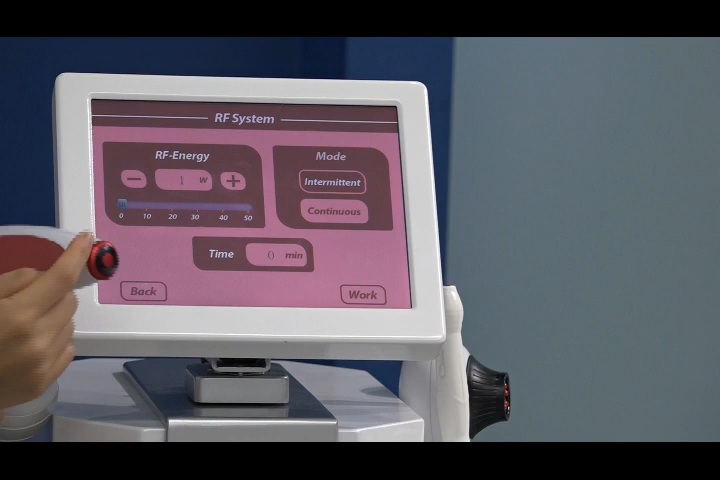 RF System
RF-Energy
Mode
1 W
Intermittent
Continuous
0 10 20 30 40 50
Time 0 min
Back
Work